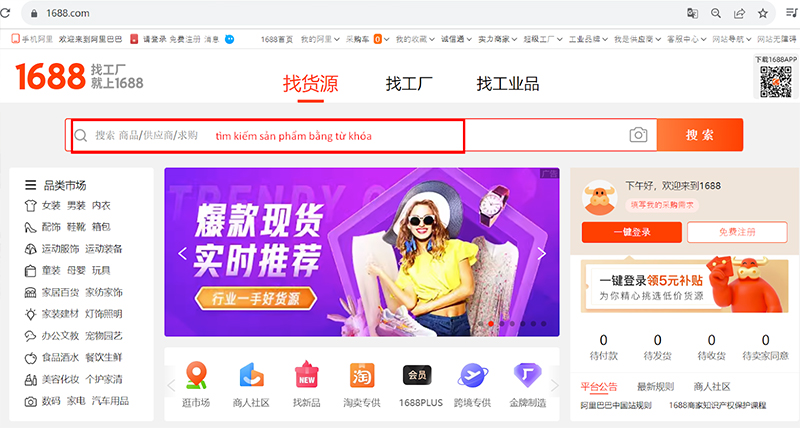 1688.com
手机阿里 欢迎来到阿里巴巴 请登录 免费注册 消息 1688首页 我的阿里 采购车 0 我的收藏 诚信通 实力商家 超级工厂 工业品牌 我是供应商 客服中心 网站导航 网站无障碍
1688 找工厂 就上1688
找货源 找工厂 找工业品
下载1688APP
搜索 商品/供应商/求购 tìm kiếm sản phẩm bằng từ khóa
搜 索
品类市场
女装 男装 内衣
配饰 鞋靴 箱包
运动服饰 运动装备
童装 母婴 玩具
家居百货 家纺家饰
家装建材 灯饰照明
办公文教 宠物园艺
食品酒水 餐饮生鲜
美容化妆 个护家清
数码 家电 汽车用品
广告
TRENDY
爆款现货
实时推荐
行业一手好货源
NEW
淘
会员
逛市场 商人社区 找新品 淘卖专供 1688PLUS 跨境专供 金牌制造
下午好，欢迎来到1688
填写我的采购需求
一键登录 免费注册
一键登录领5元补贴
为你精心挑选低价货源
0 0 0 0
待付款 待发货 待收货 待卖家同意
平台公告 最新规则 商人社区
阿里巴巴中国站规则 1688商家知识产权保护课程